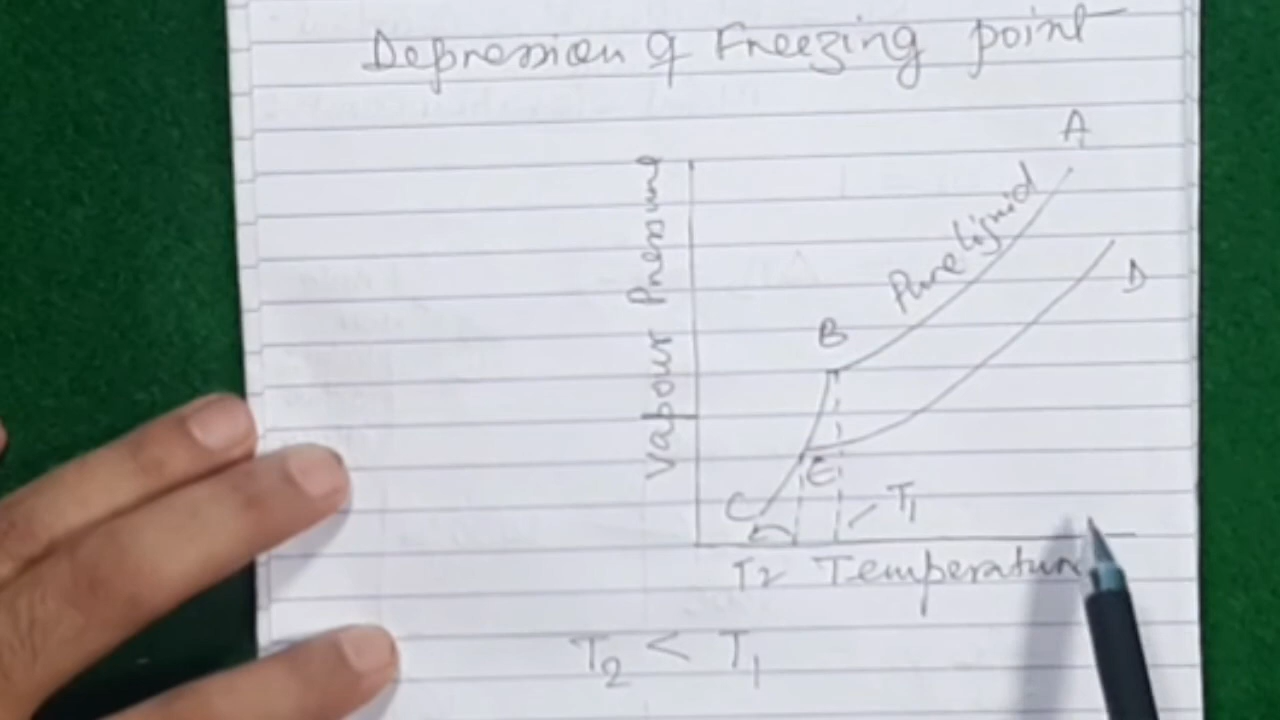 Depression of Freezing point
A
Vapour Pressure
Pure liquid
D
B
E
C
T1
T2 Temperature
T2 < T1